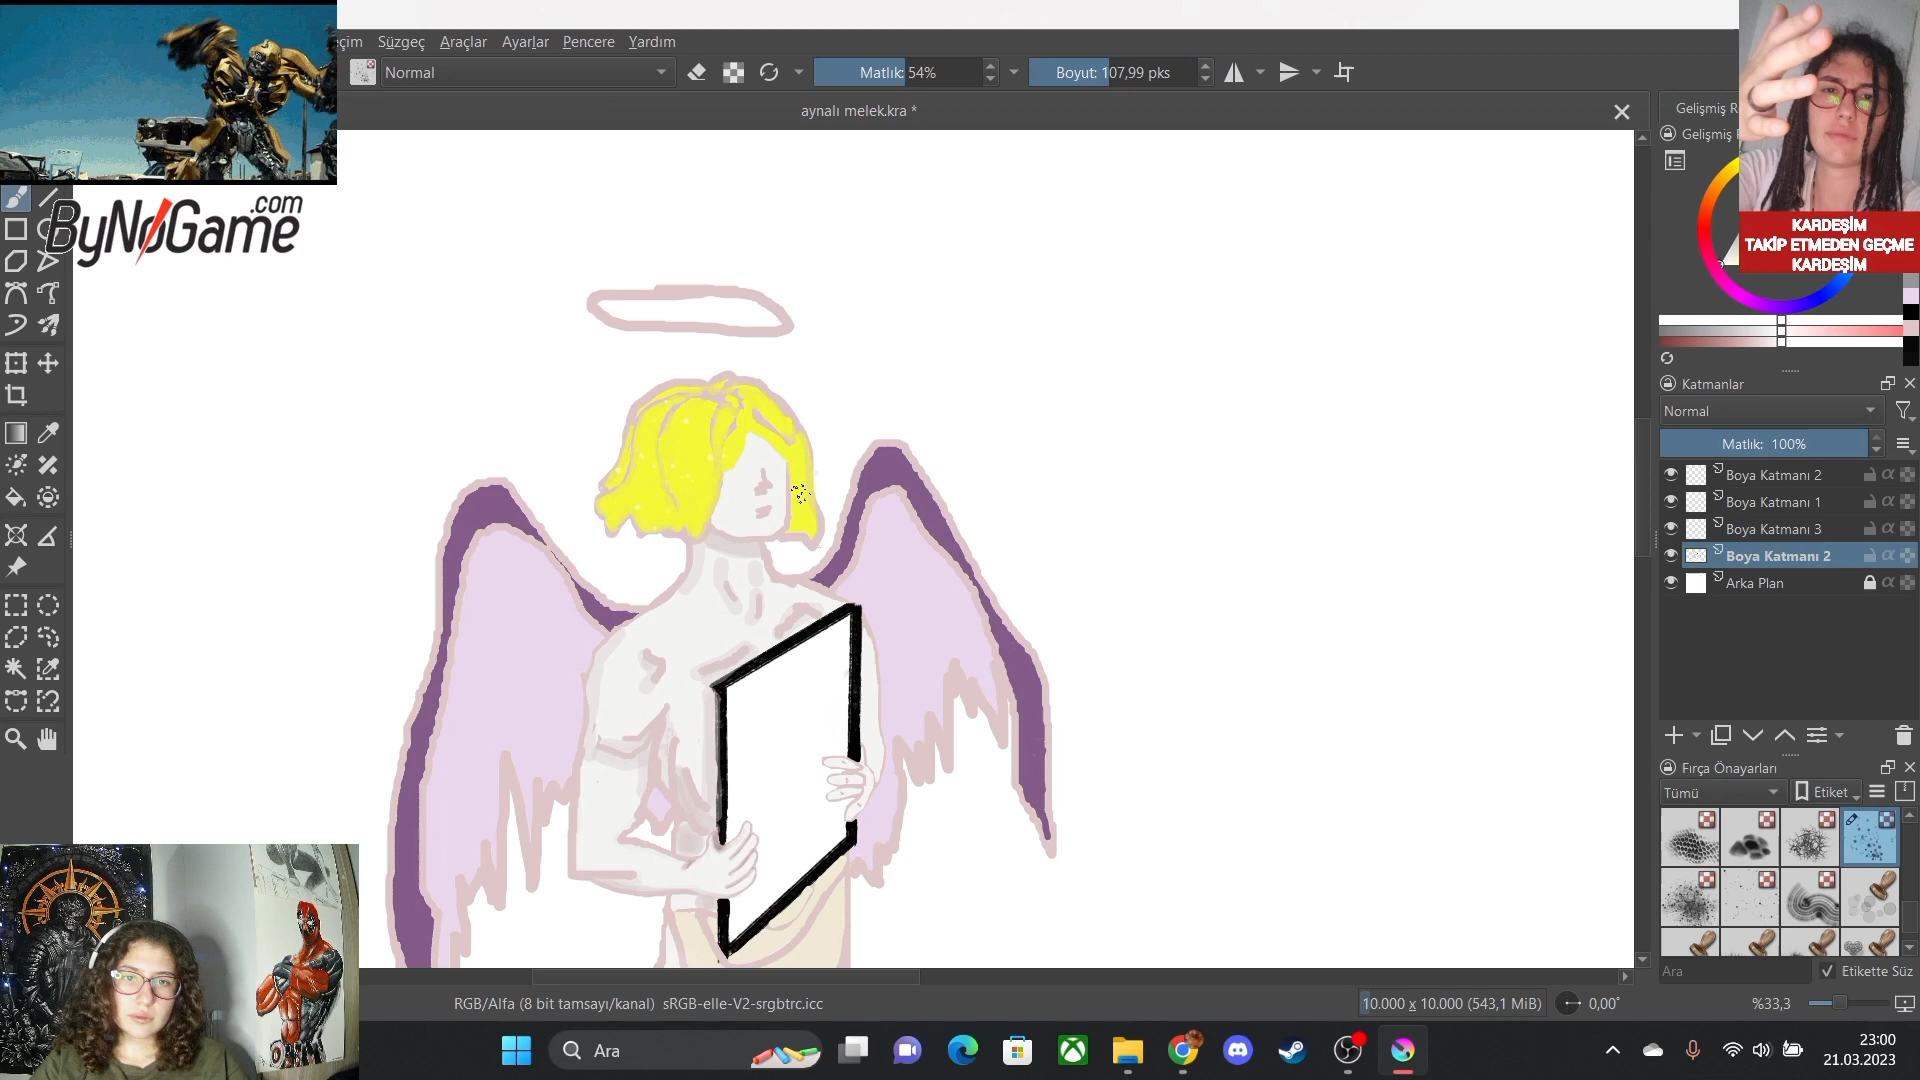 Süzgeç Araçlar Ayarlar Pencere Yardım
Normal
Matlık: 54%
Boyut: 107,99 pks
aynalı melek.kra *
ByNoGame
.com
KARDEŞİM
TAKİP ETMEDEN GEÇME
KARDEŞİM
Katmanlar
Normal
Matlık: 100%
Boya Katmanı 2
Boya Katmanı 1
Boya Katmanı 3
Boya Katmanı 2
Arka Plan
Fırça Önayarları
Tümü
Etiket
Ara
Etikette Süz
RGB/Alfa (8 bit tamsayı/kanal) sRGB-elle-V2-srgbtrc.icc
10.000 x 10.000 (543,1 MiB)
0,00°
%33,3
Ara
23:00
21.03.2023